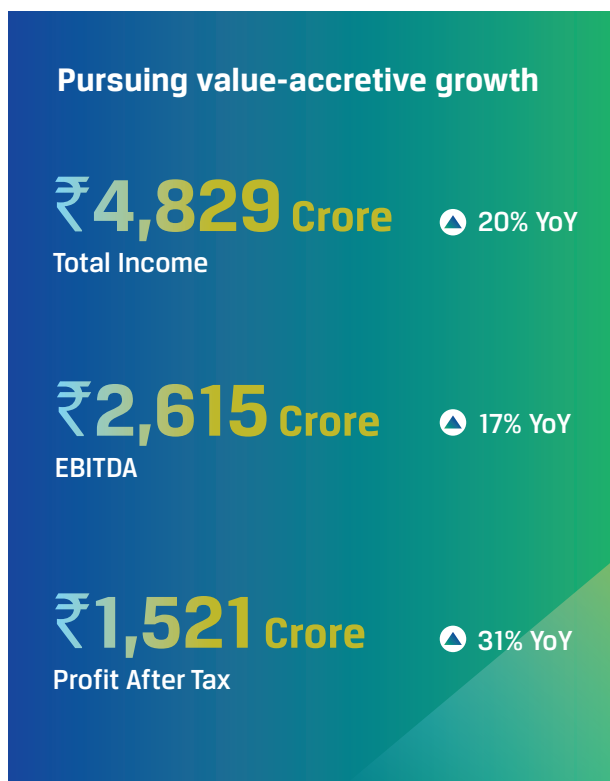 Pursuing value-accretive growth
₹4,829 Crore 20% YoY
Total Income
₹2,615 Crore 17% YoY
EBITDA
₹1,521 Crore 31% YoY
Profit After Tax